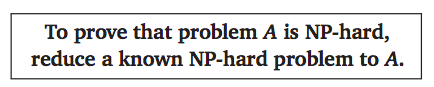 To prove that problem A is NP-hard,
reduce a known NP-hard problem to A.